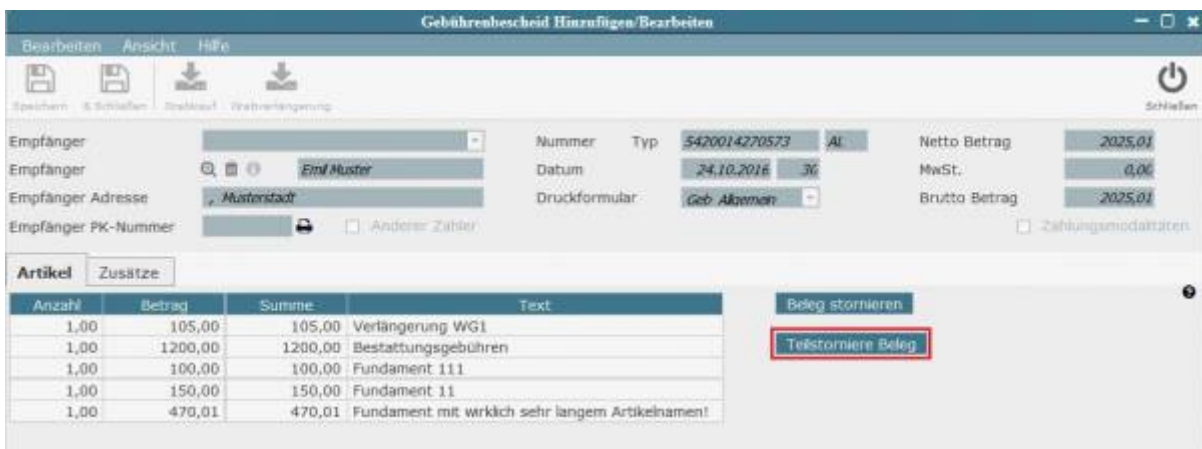 Gebührenbescheid Hinzufügen/Bearbeiten
Bearbeiten Ansicht Hilfe
Speichern & Schließen Grabkauf Grabverlängerung Schließen
Empfänger Nummer Typ 5420014270573 AL Netto Betrag 2025,01
Empfänger Emil Muster Datum 24.10.2016 30 MwSt. 0,00
Empfänger Adresse , Musterstadt Druckformular Geb Allgemein Brutto Betrag 2025,01
Empfänger PK-Nummer Anderer Zahler Zahlungsmodalitäten
Artikel Zusätze
Anzahl Betrag Summe Text Beleg stornieren
1,00 105,00 105,00 Verlängerung WG1
1,00 1200,00 1200,00 Bestattungsgebühren Teilstorniere Beleg
1,00 100,00 100,00 Fundament 111
1,00 150,00 150,00 Fundament 11
1,00 470,01 470,01 Fundament mit wirklich sehr langem Artikelnamen!